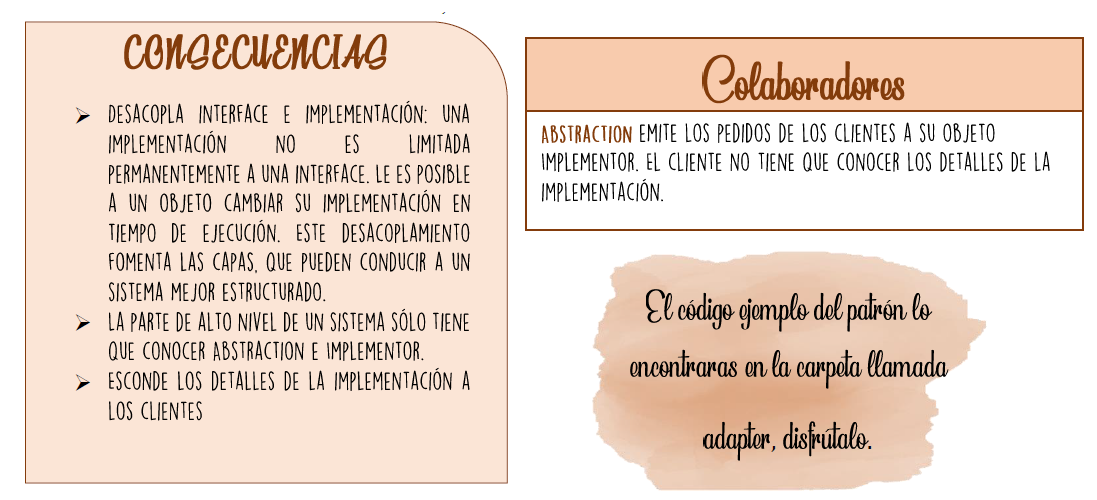 CONSECUENCIAS
➢ DESACOPLA INTERFACE E IMPLEMENTACIÓN: UNA
IMPLEMENTACIÓN NO ES LIMITADA
PERMANENTEMENTE A UNA INTERFACE. LE ES POSIBLE
A UN OBJETO CAMBIAR SU IMPLEMENTACIÓN EN
TIEMPO DE EJECUCIÓN. ESTE DESACOPLAMIENTO
FOMENTA LAS CAPAS, QUE PUEDEN CONDUCIR A UN
SISTEMA MEJOR ESTRUCTURADO.
➢ LA PARTE DE ALTO NIVEL DE UN SISTEMA SÓLO TIENE
QUE CONOCER ABSTRACTION E IMPLEMENTOR.
➢ ESCONDE LOS DETALLES DE LA IMPLEMENTACIÓN A
LOS CLIENTES
Colaboradores
ABSTRACTION EMITE LOS PEDIDOS DE LOS CLIENTES A SU OBJETO
IMPLEMENTOR. EL CLIENTE NO TIENE QUE CONOCER LOS DETALLES DE LA
IMPLEMENTACIÓN.
El código ejemplo del patrón lo
encontraras en la carpeta llamada
adapter, disfrútalo.